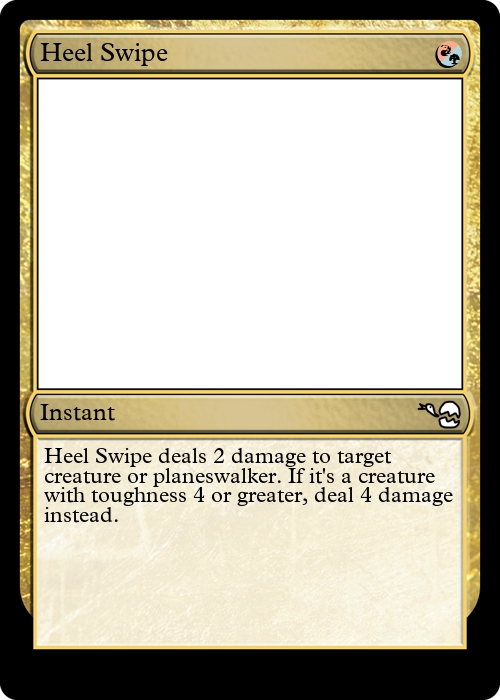 Heel Swipe
Instant
Heel Swipe deals 2 damage to target
creature or planeswalker. If it's a creature
with toughness 4 or greater, deal 4 damage
instead.